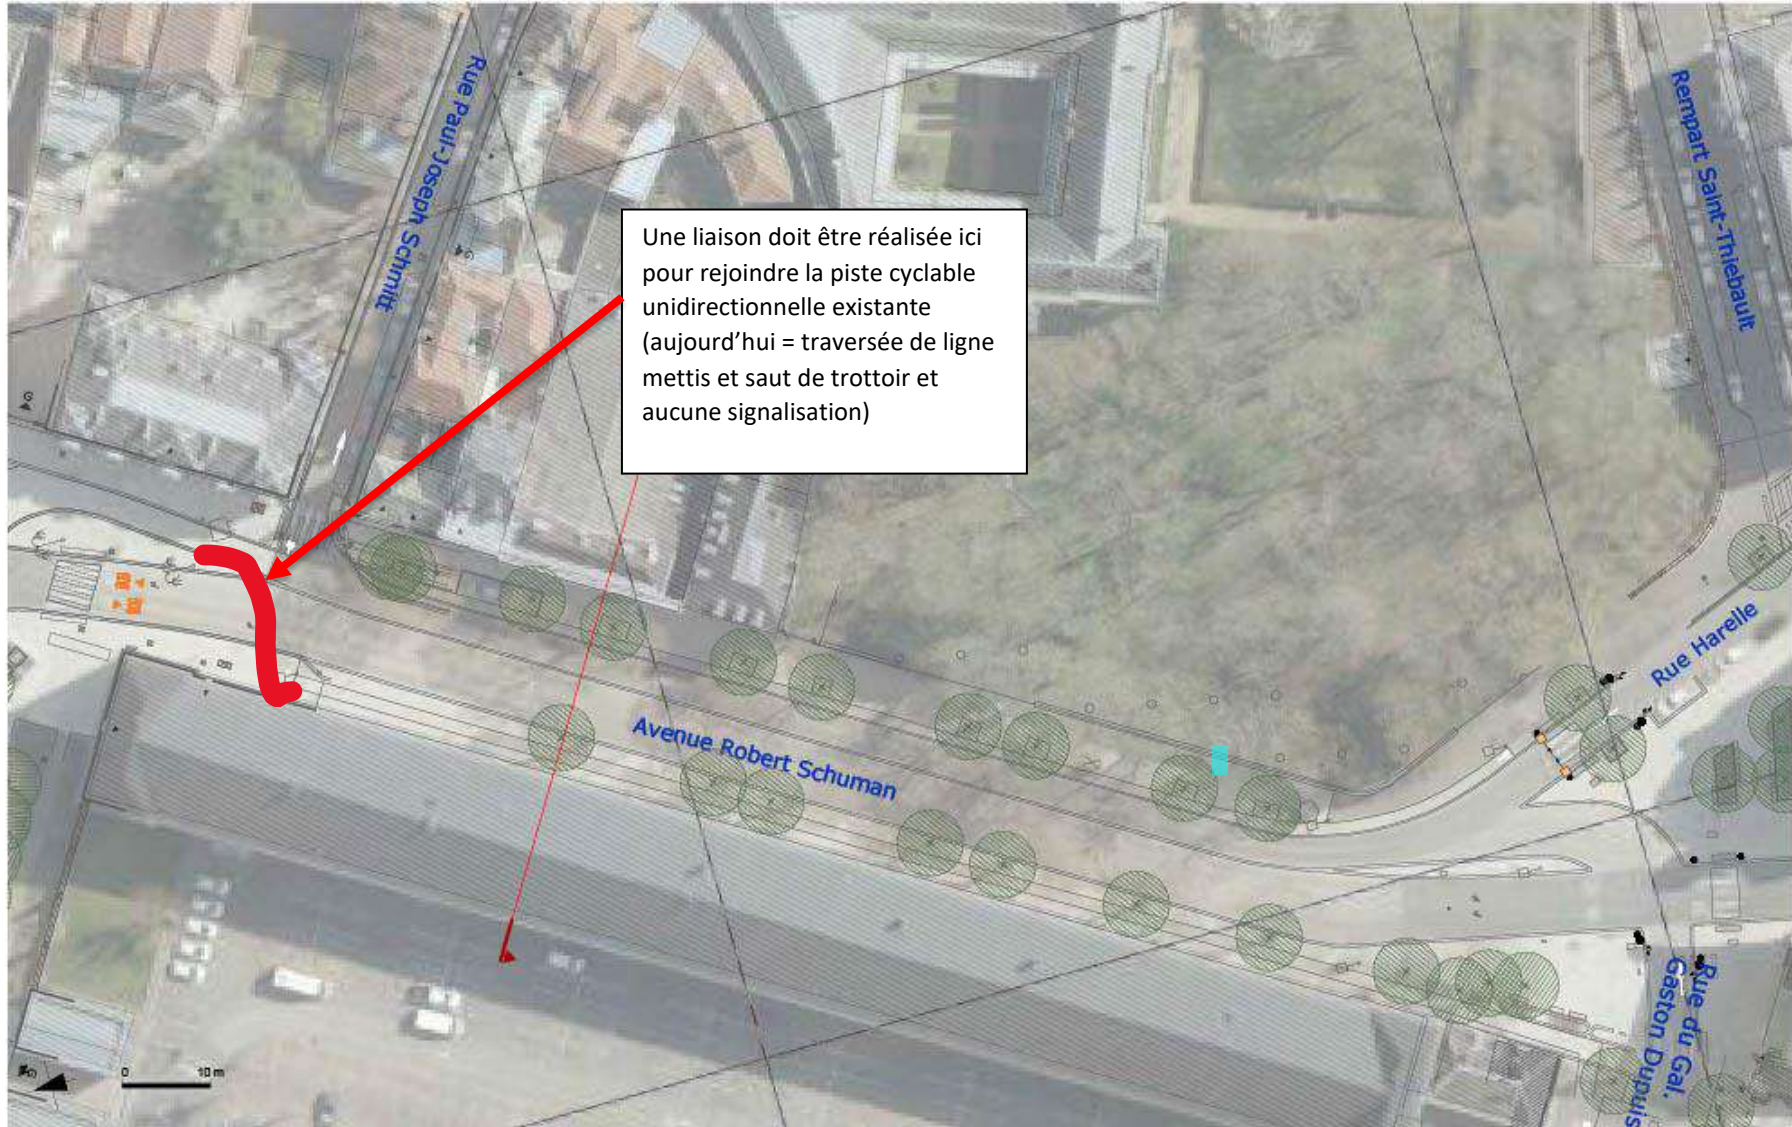 Rue Paul-Joseph Schmitt
Rempart Saint-Thiebault
Une liaison doit être réalisée ici
pour rejoindre la piste cyclable
unidirectionnelle existante
(aujourd’hui = traversée de ligne
mettis et saut de trottoir et
aucune signalisation)
Rue Harelle
Avenue Robert Schuman
Rue du Gal.
Gaston Dupuis
0 10 m